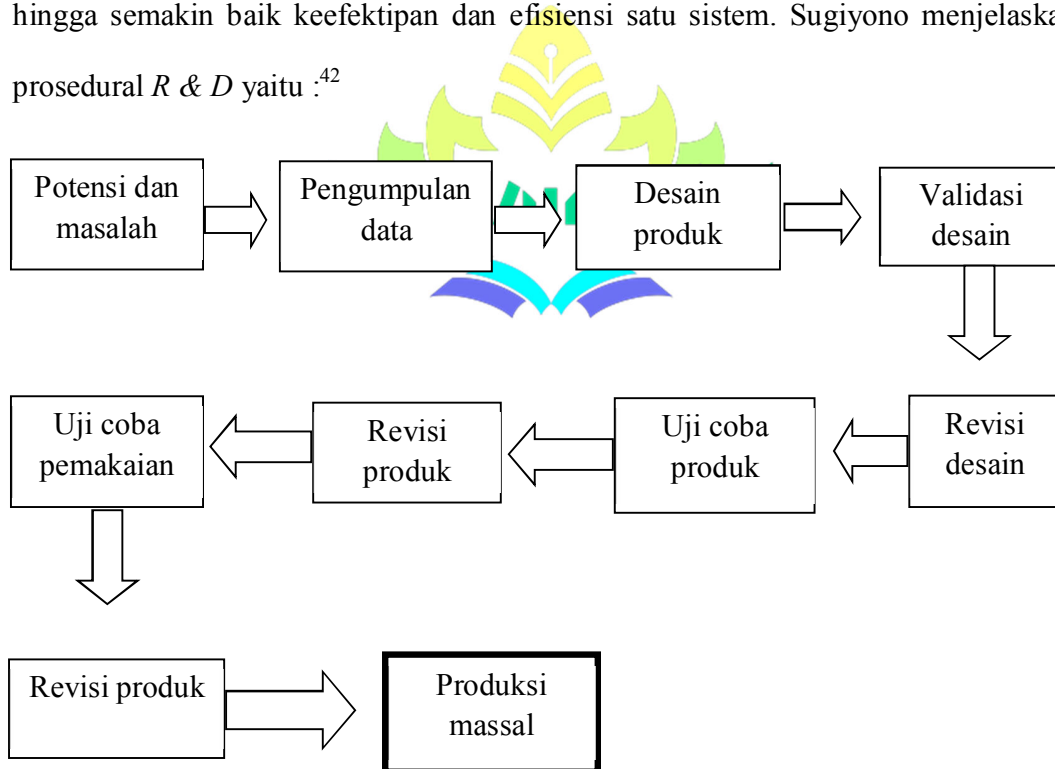 hingga semakin baik keefektipan dan efisiensi satu sistem. Sugiyono menjelaska
prosedural R & D yaitu :42
Potensi dan
masalah
Pengumpulan
data
Desain
produk
Validasi
desain
Revisi
desain
Uji coba
produk
Revisi
produk
Uji coba
pemakaian
Revisi produk
Produksi
massal